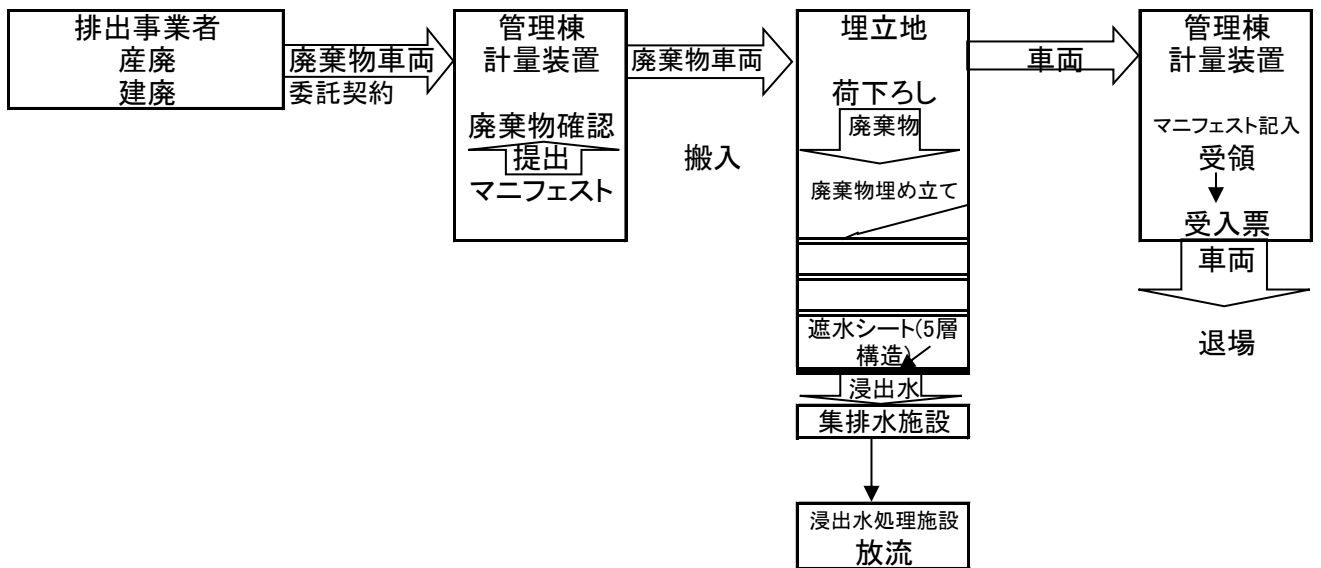 排出事業者
産廃
建廃
廃棄物車両
委託契約
管理棟
計量装置
廃棄物確認
提出
マニフェスト
廃棄物車両
搬入
埋立地
荷下ろし
廃棄物
廃棄物埋め立て
遮水シート(5層
構造)
浸出水
集排水施設
浸出水処理施設
放流
車両
管理棟
計量装置
マニフェスト記入
受領
受入票
車両
退場